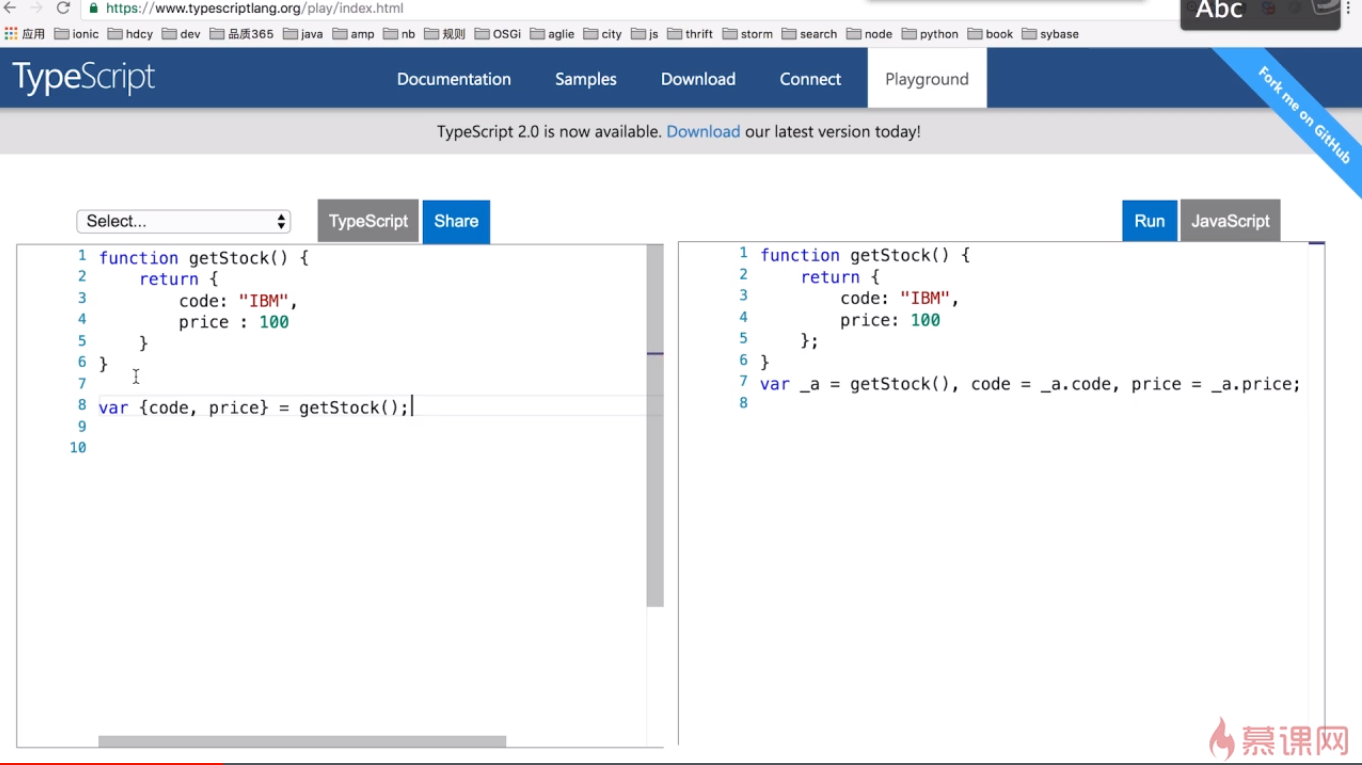 https://www.typescriptlang.org/play/index.html
Abc
应用 ionic hdcy dev 品质365 java amp nb 规则 OSGi aglie city js thrift Tweet storm search node python book sybase
TypeScript Documentation Samples Download Connect Playground
Fork me on GitHub
TypeScript 2.0 is now available. Download our latest version today!
Select... TypeScript Share
Run JavaScript
1 function getStock() {
2 return {
3 code: "IBM",
4 price : 100
5 }
6 }
7
8 var {code, price} = getStock();
9
10
1 function getStock() {
2 return {
3 code: "IBM",
4 price: 100
5 };
6 }
7 var _a = getStock(), code = _a.code, price = _a.price;
8
慕课网